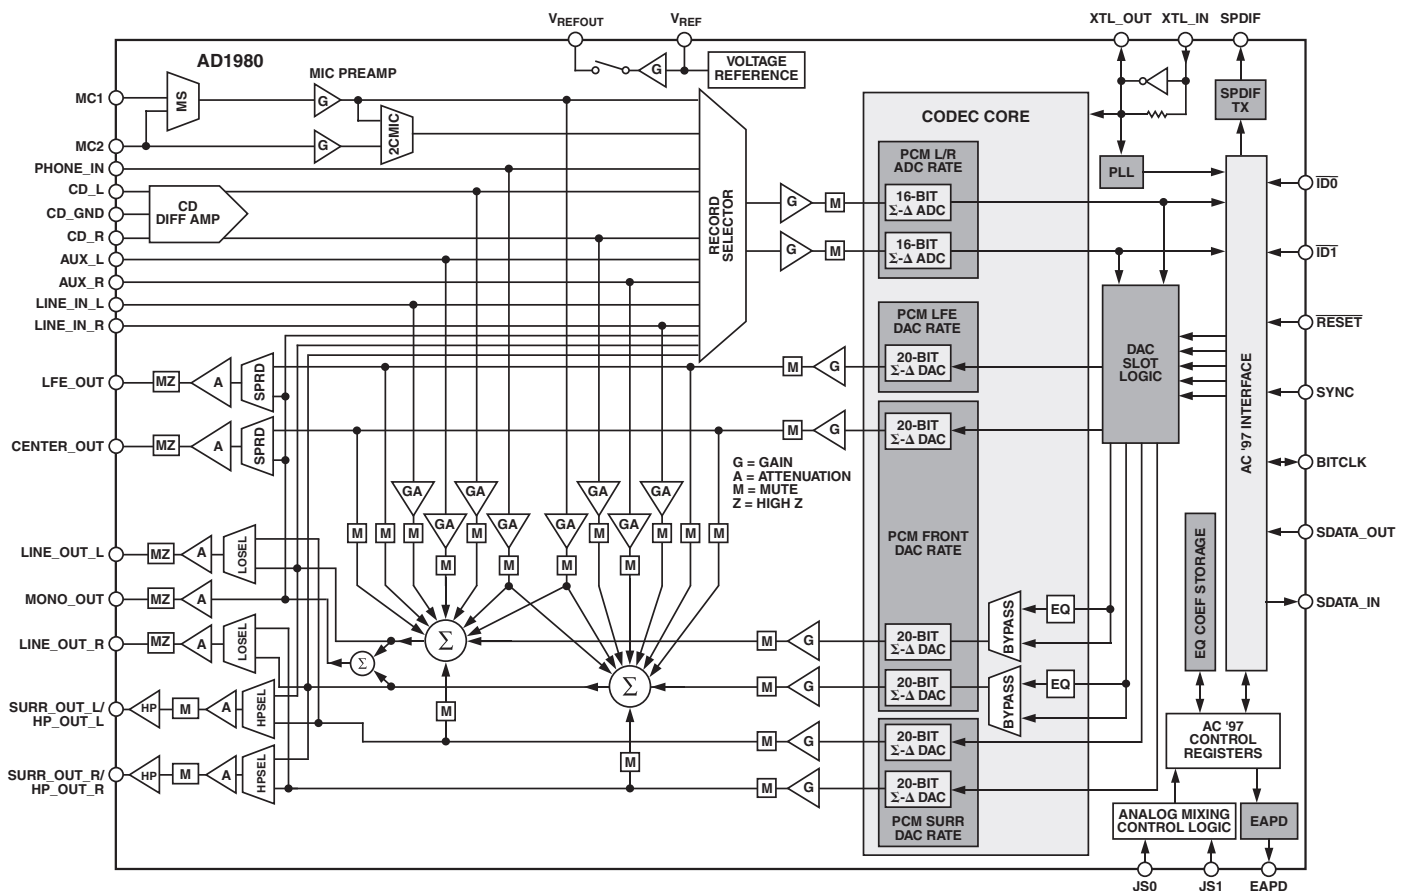 V_REFOUT
V_REF
XTL_OUT
XTL_IN
SPDIF
AD1980
VOLTAGE
REFERENCE
MIC PREAMP
G
MC1
MS
G
2CMIC
MC2
G
PHONE_IN
CD_L
CD_GND
CD_R
CD
DIFF AMP
AUX_L
AUX_R
LINE_IN_L
LINE_IN_R
RECORD
SELECTOR
G
M
G
M
CODEC CORE
PCM L/R
ADC RATE
16-BIT
Σ-Δ ADC
16-BIT
Σ-Δ ADC
SPDIF
TX
PLL
ID0
ID1
RESET
SYNC
BITCLK
SDATA_OUT
SDATA_IN
AC '97 INTERFACE
DAC
SLOT
LOGIC
PCM LFE
DAC RATE
20-BIT
Σ-Δ DAC
M
G
LFE_OUT
MZ
A
SPRD
20-BIT
Σ-Δ DAC
M
G
CENTER_OUT
MZ
A
SPRD
G = GAIN
A = ATTENUATION
M = MUTE
Z = HIGH Z
GA
GA
GA
GA
GA
GA
GA
GA
M
M
M
M
M
M
M
M
M
M
M
M
PCM FRONT
DAC RATE
EQ COEF STORAGE
LINE_OUT_L
MZ
A
LOSEL
MONO_OUT
MZ
A
LINE_OUT_R
MZ
A
LOSEL
Σ
Σ
Σ
M
G
20-BIT
Σ-Δ DAC
BYPASS
EQ
M
G
20-BIT
Σ-Δ DAC
BYPASS
EQ
SURR_OUT_L/
HP_OUT_L
HP
M
A
HPSEL
M
M
G
20-BIT
Σ-Δ DAC
SURR_OUT_R/
HP_OUT_R
HP
M
A
HPSEL
M
M
G
20-BIT
Σ-Δ DAC
PCM SURR
DAC RATE
AC '97
CONTROL
REGISTERS
ANALOG MIXING
CONTROL LOGIC
EAPD
JS0
JS1
EAPD